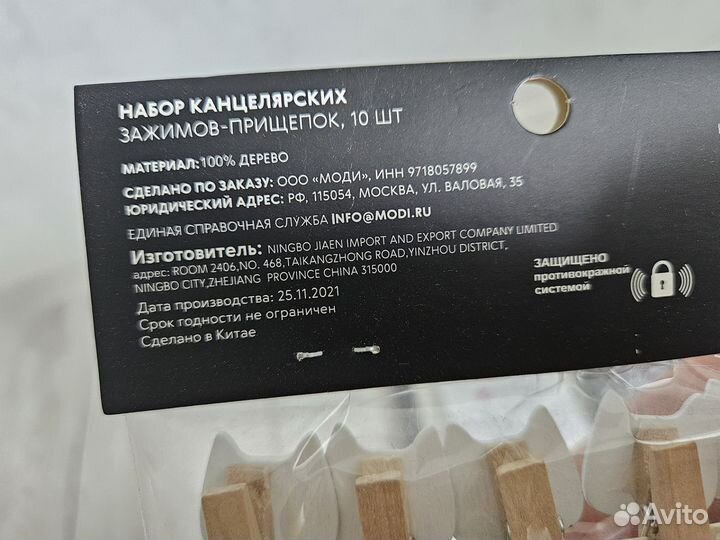 НАБОР КАНЦЕЛЯРСКИХ
ЗАЖИМОВ-ПРИЩЕПОК, 10 ШТ
МАТЕРИАЛ: 100% ДЕРЕВО
СДЕЛАНО ПО ЗАКАЗУ: ООО «МОДИ», ИНН 9718057899
ЮРИДИЧЕСКИЙ АДРЕС: РФ, 115054, МОСКВА, УЛ. ВАЛОВАЯ, 35
ЕДИНАЯ СПРАВОЧНАЯ СЛУЖБА INFO@MODI.RU
Изготовитель: NINGBO JIAEN IMPORT AND EXPORT COMPANY LIMITED
адрес: ROOM 2406,NO. 468,TAIKANGZHONG ROAD,YINZHOU DISTRICT,
NINGBO CITY,ZHEJIANG PROVINCE CHINA 315000
Дата производства: 25.11.2021
Срок годности не ограничен
Сделано в Китае
ЗАЩИЩЕНО
противокражной
системой
Avito